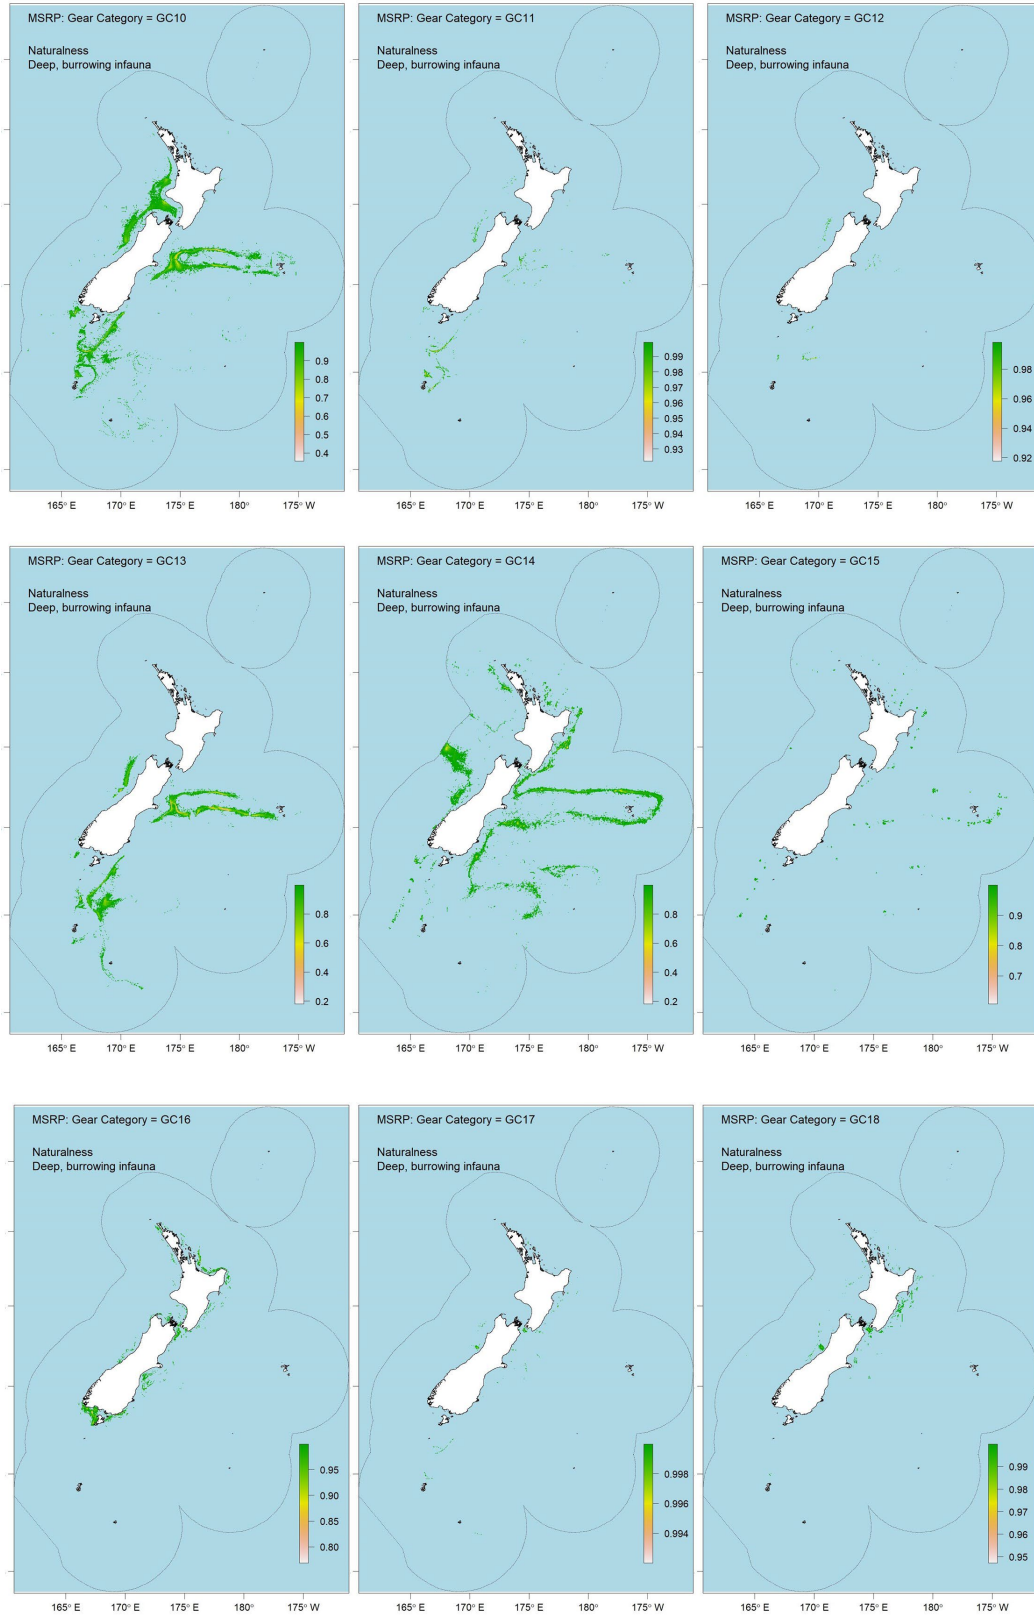 MSRP: Gear Category = GC10
Naturalness
Deep, burrowing infauna
0.9
0.8
0.7
0.6
0.5
0.4
165° E 170° E 175° E 180° 175° W
MSRP: Gear Category = GC11
Naturalness
Deep, burrowing infauna
0.99
0.98
0.97
0.96
0.95
0.94
0.93
165° E 170° E 175° E 180° 175° W
MSRP: Gear Category = GC12
Naturalness
Deep, burrowing infauna
0.98
0.96
0.94
0.92
165° E 170° E 175° E 180° 175° W
MSRP: Gear Category = GC13
Naturalness
Deep, burrowing infauna
0.8
0.6
0.4
0.2
165° E 170° E 175° E 180° 175° W
MSRP: Gear Category = GC14
Naturalness
Deep, burrowing infauna
0.8
0.6
0.4
0.2
165° E 170° E 175° E 180° 175° W
MSRP: Gear Category = GC15
Naturalness
Deep, burrowing infauna
0.9
0.8
0.7
165° E 170° E 175° E 180° 175° W
MSRP: Gear Category = GC16
Naturalness
Deep, burrowing infauna
0.95
0.90
0.85
0.80
165° E 170° E 175° E 180° 175° W
MSRP: Gear Category = GC17
Naturalness
Deep, burrowing infauna
0.998
0.996
0.994
165° E 170° E 175° E 180° 175° W
MSRP: Gear Category = GC18
Naturalness
Deep, burrowing infauna
0.99
0.98
0.97
0.96
0.95
165° E 170° E 175° E 180° 175° W